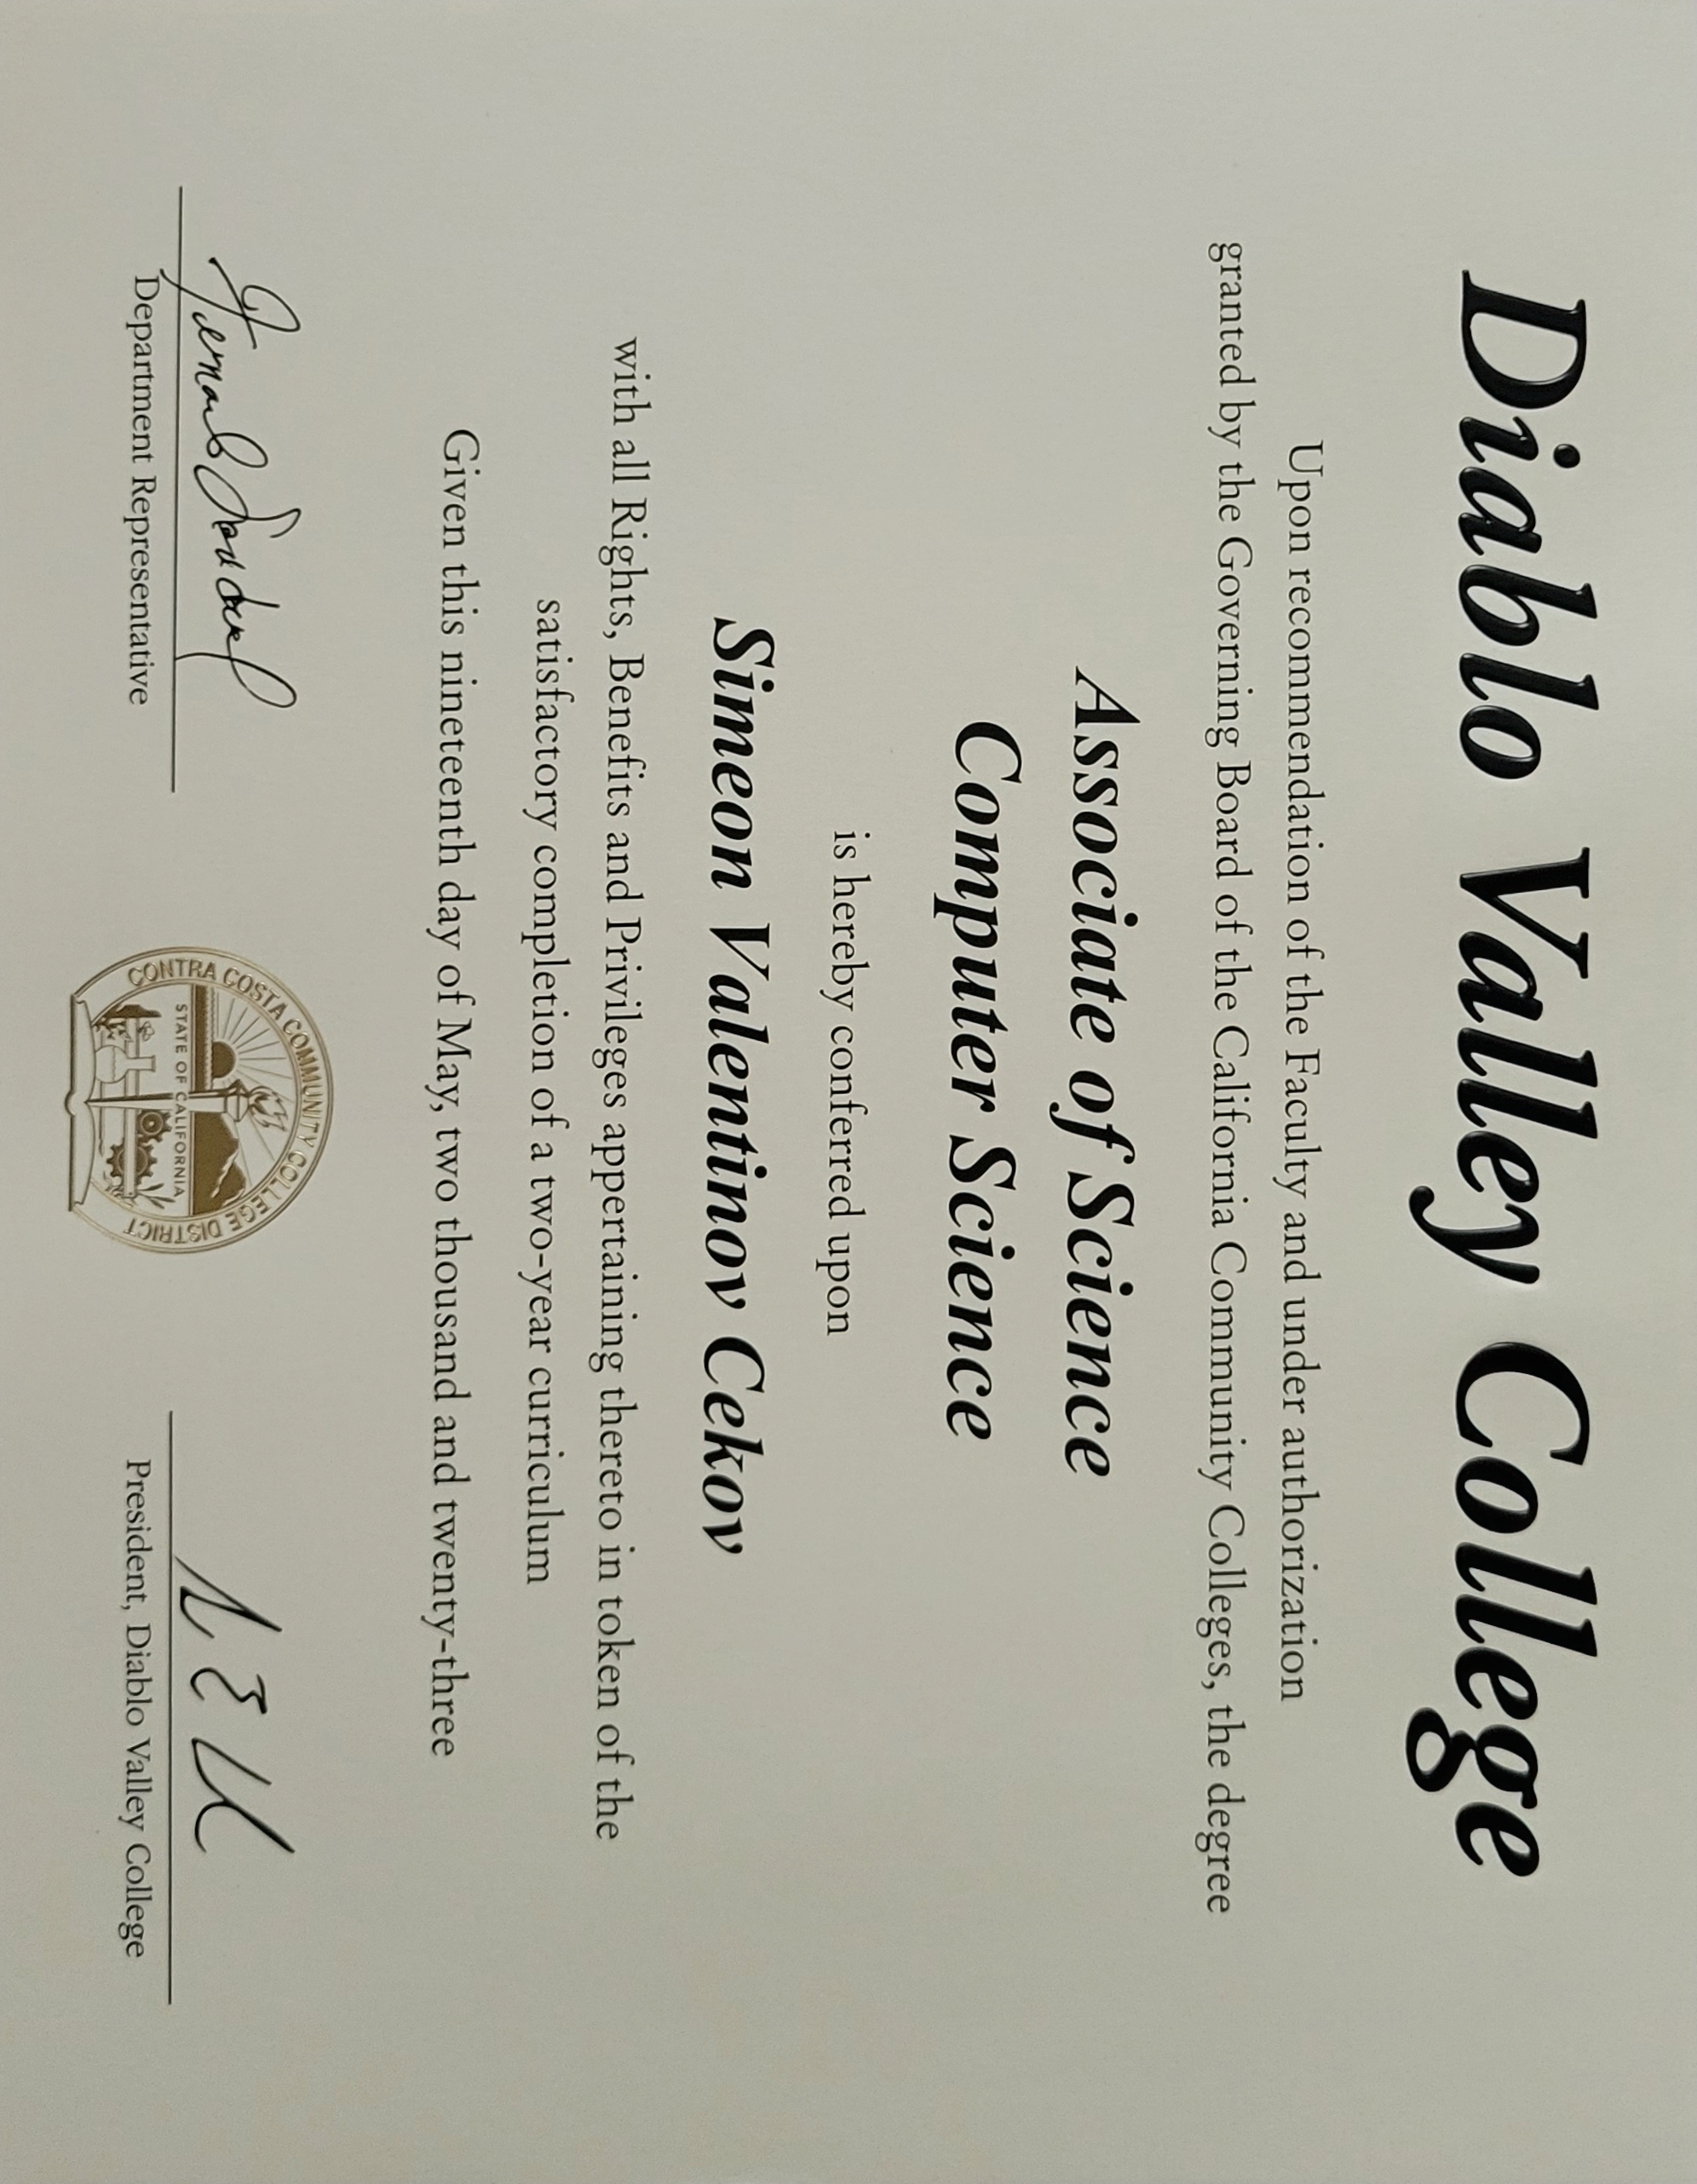 Diablo Valley College
Upon recommendation of the Faculty and under authorization
granted by the Governing Board of the California Community Colleges, the degree
Associate of Science
Computer Science
is hereby conferred upon
Simeon Valentinov Cekov
with all Rights, Benefits and Privileges appertaining thereto in token of the
satisfactory completion of a two-year curriculum
Given this nineteenth day of May, two thousand and twenty-three
Department Representative
CONTRA COSTA COMMUNITY COLLEGE DISTRICT
STATE OF CALIFORNIA
President, Diablo Valley College